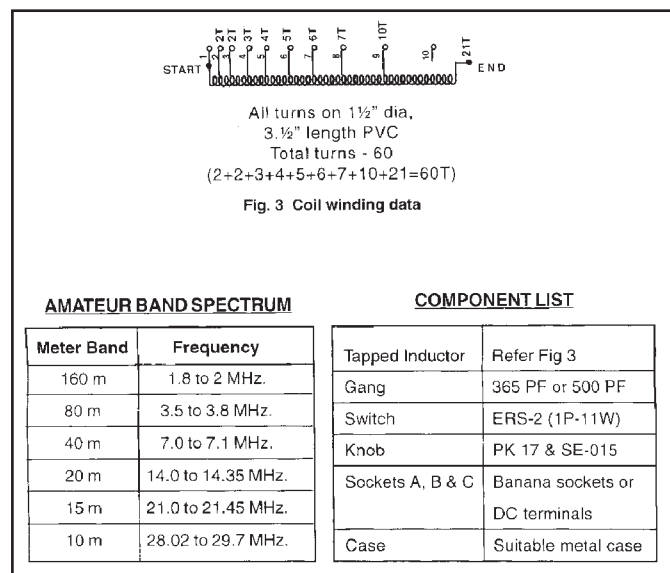 2T 2T 3T 4T 5T 6T 7T 10T 21T
1 2 3 4 5 6 7 8 9 10
START END
All turns on 1½" dia,
3.½" length PVC
Total turns - 60
(2+2+3+4+5+6+7+10+21=60T)
Fig. 3 Coil winding data
AMATEUR BAND SPECTRUM
Meter Band Frequency
160 m 1.8 to 2 MHz.
80 m 3.5 to 3.8 MHz.
40 m 7.0 to 7.1 MHz.
20 m 14.0 to 14.35 MHz.
15 m 21.0 to 21.45 MHz.
10 m 28.02 to 29.7 MHz.
COMPONENT LIST
Tapped Inductor Refer Fig 3
Gang 365 PF or 500 PF
Switch ERS-2 (1P-11W)
Knob PK 17 & SE-015
Sockets A, B & C Banana sockets or
DC terminals
Case Suitable metal case